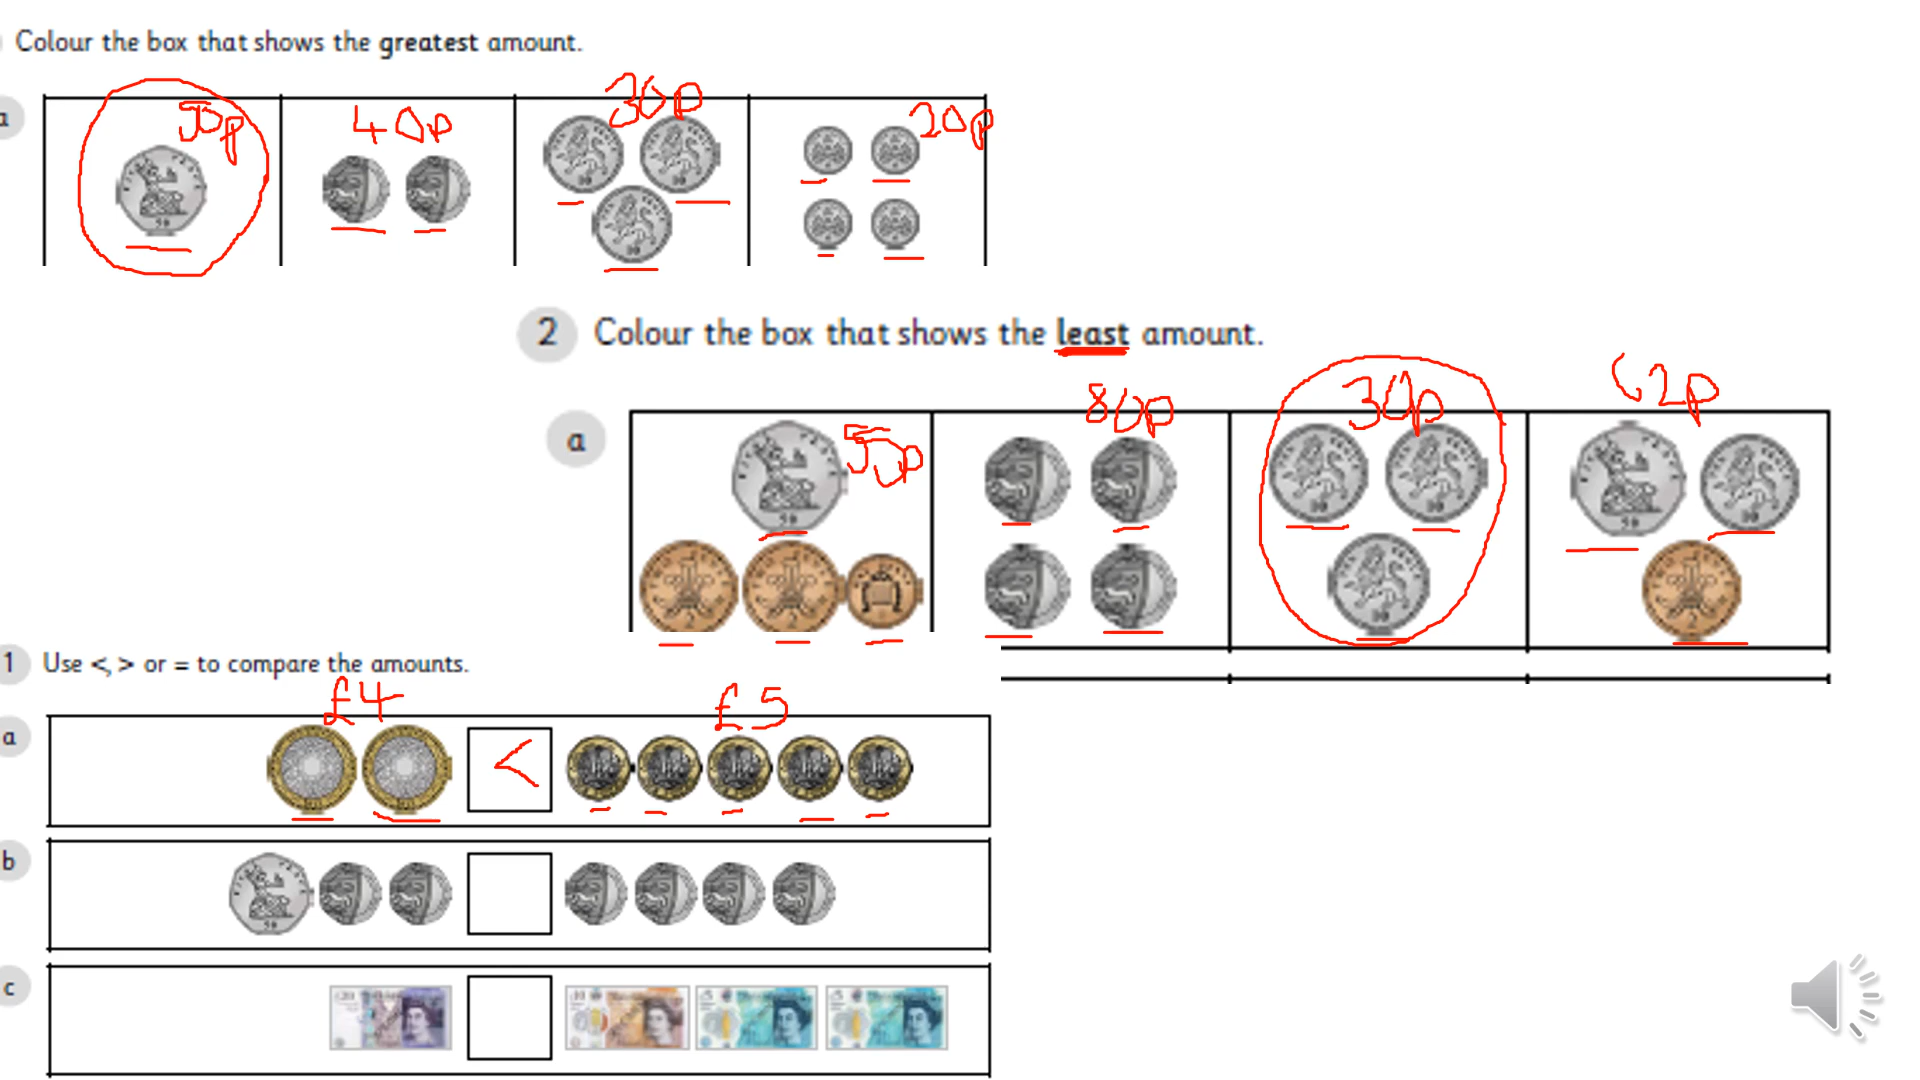 Colour the box that shows the greatest amount.
a
50p 40p 30p 20p
2 Colour the box that shows the least amount.
a
55p 80p 30p 62p
1 Use <, > or = to compare the amounts.
£4 £5
a <
b
c